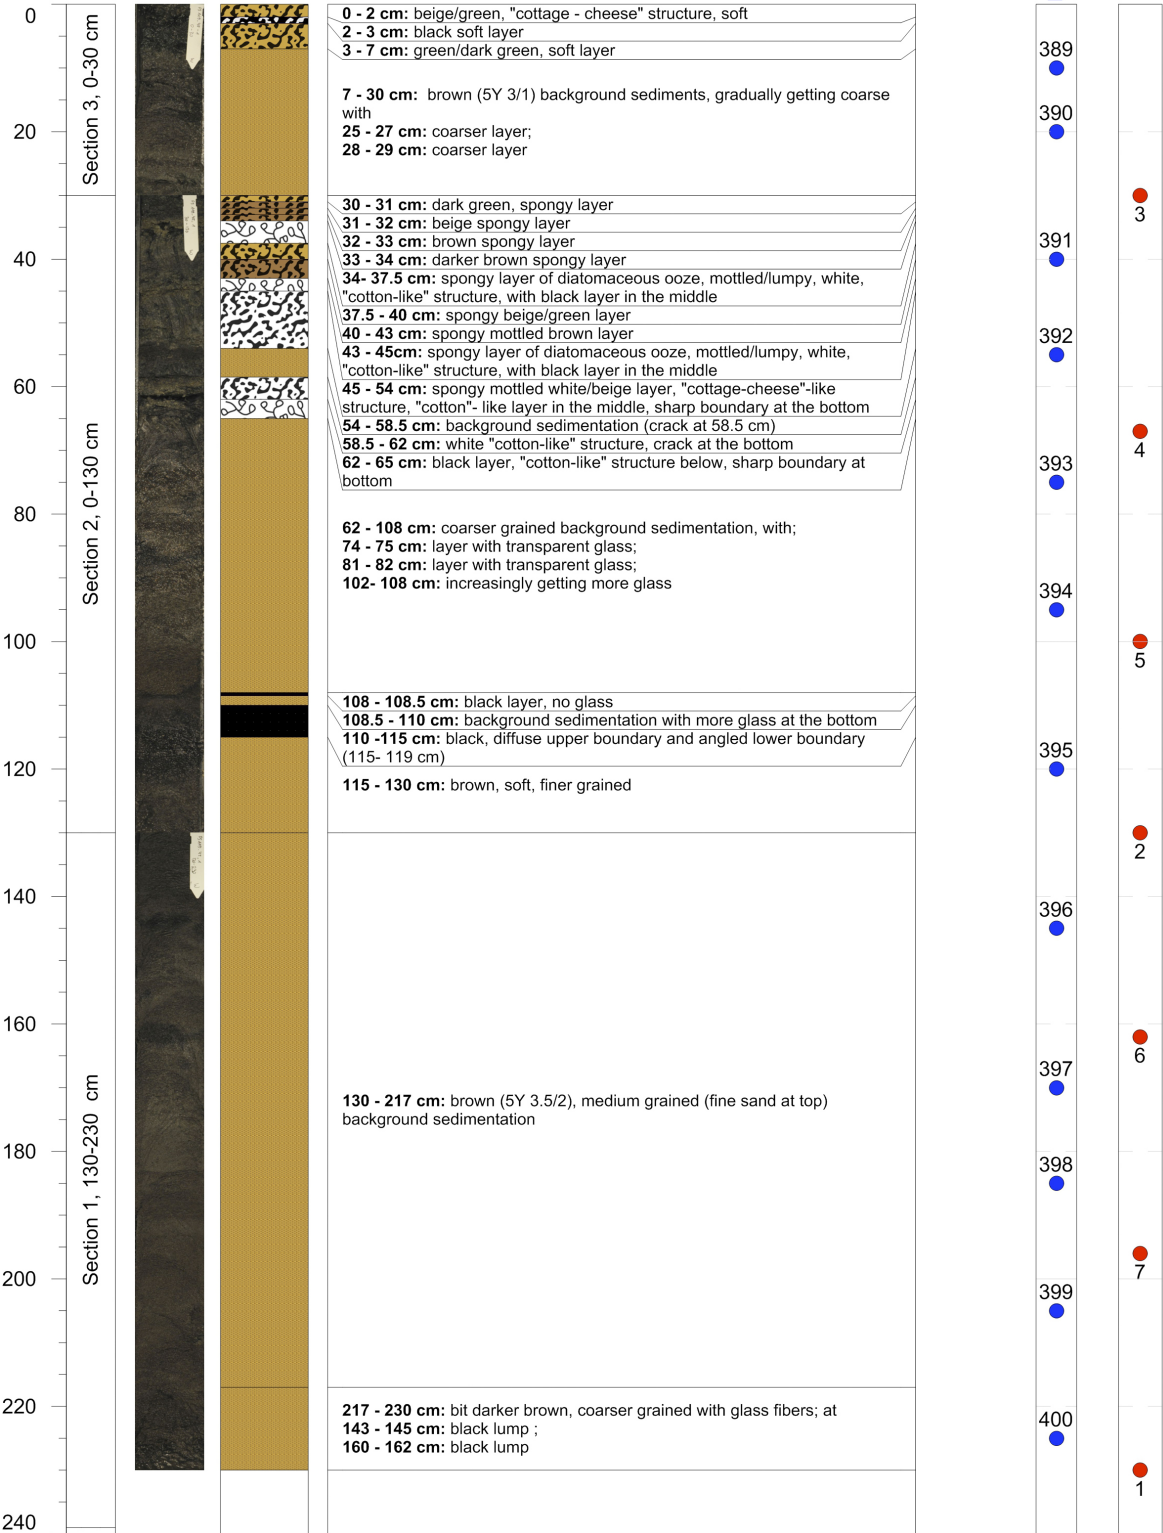 0
20
40
60
80
100
120
140
160
180
200
220
240
Section 3, 0-30 cm
Section 2, 0-130 cm
Section 1, 130-230 cm
0 - 2 cm: beige/green, "cottage - cheese" structure, soft
2 - 3 cm: black soft layer
3 - 7 cm: green/dark green, soft layer
7 - 30 cm: brown (5Y 3/1) background sediments, gradually getting coarse
with
25 - 27 cm: coarser layer;
28 - 29 cm: coarser layer
30 - 31 cm: dark green, spongy layer
31 - 32 cm: beige spongy layer
32 - 33 cm: brown spongy layer
33 - 34 cm: darker brown spongy layer
34- 37.5 cm: spongy layer of diatomaceous ooze, mottled/lumpy, white,
"cotton-like" structure, with black layer in the middle
37.5 - 40 cm: spongy beige/green layer
40 - 43 cm: spongy mottled brown layer
43 - 45cm: spongy layer of diatomaceous ooze, mottled/lumpy, white,
"cotton-like" structure, with black layer in the middle
45 - 54 cm: spongy mottled white/beige layer, "cottage-cheese"-like
structure, "cotton"- like layer in the middle, sharp boundary at the bottom
54 - 58.5 cm: background sedimentation (crack at 58.5 cm)
58.5 - 62 cm: white "cotton-like" structure, crack at the bottom
62 - 65 cm: black layer, "cotton-like" structure below, sharp boundary at
bottom
62 - 108 cm: coarser grained background sedimentation, with;
74 - 75 cm: layer with transparent glass;
81 - 82 cm: layer with transparent glass;
102- 108 cm: increasingly getting more glass
108 - 108.5 cm: black layer, no glass
108.5 - 110 cm: background sedimentation with more glass at the bottom
110 -115 cm: black, diffuse upper boundary and angled lower boundary
(115- 119 cm)
115 - 130 cm: brown, soft, finer grained
130 - 217 cm: brown (5Y 3.5/2), medium grained (fine sand at top)
background sedimentation
217 - 230 cm: bit darker brown, coarser grained with glass fibers; at
143 - 145 cm: black lump ;
160 - 162 cm: black lump
389
390
391
392
393
394
395
396
397
398
399
400
3
4
5
2
6
7
1